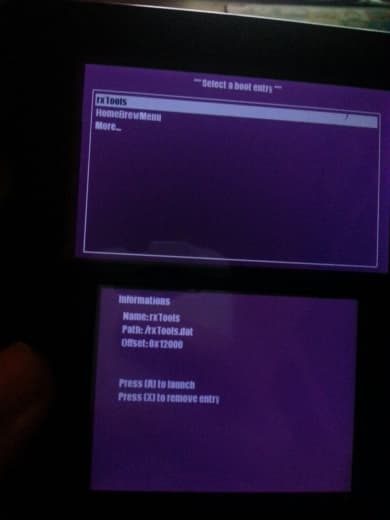 *** Select a boot entry ***
rxTools
HomeBrewMenu
More...
Informations
Name: rxTools
Path: /rxTools.dat
Offset: 0x12000
Press (A) to launch
Press (X) to remove entry